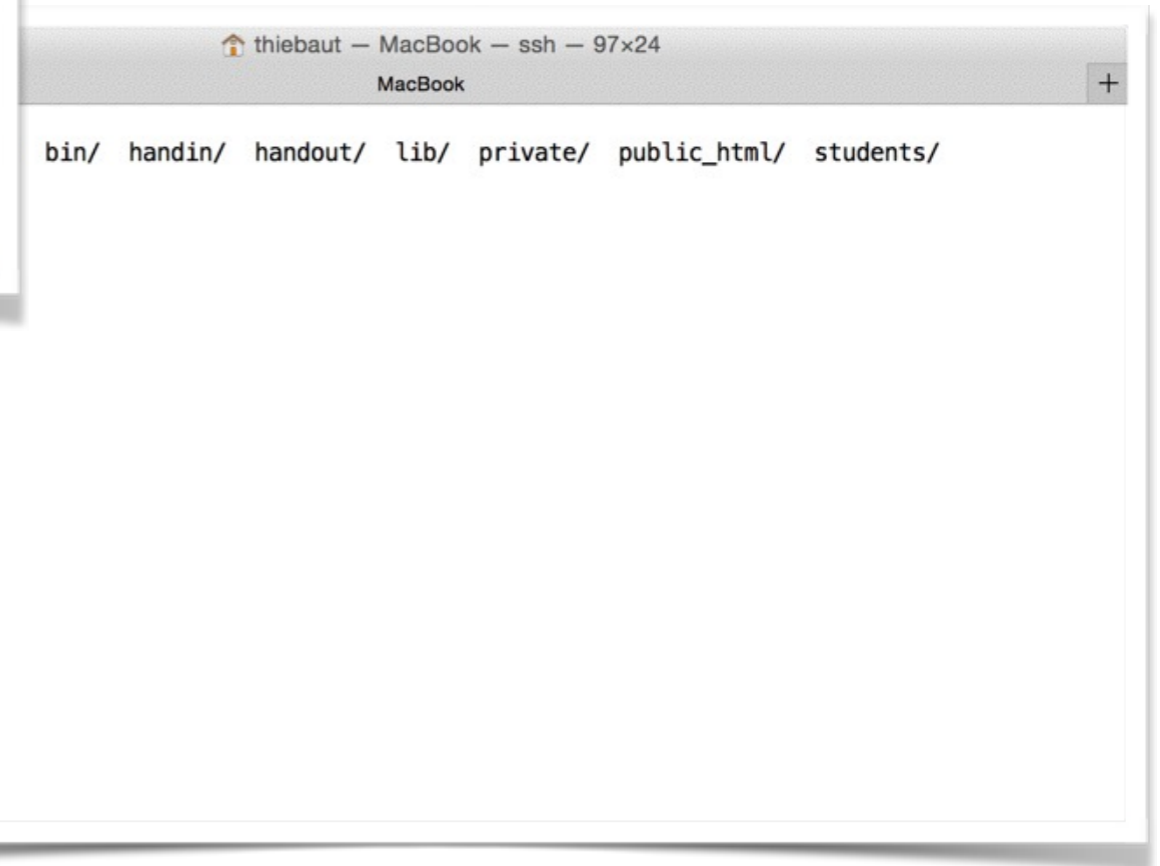 thiebaut — MacBook — ssh — 97×24
MacBook
+
bin/ handin/ handout/ lib/ private/ public_html/ students/